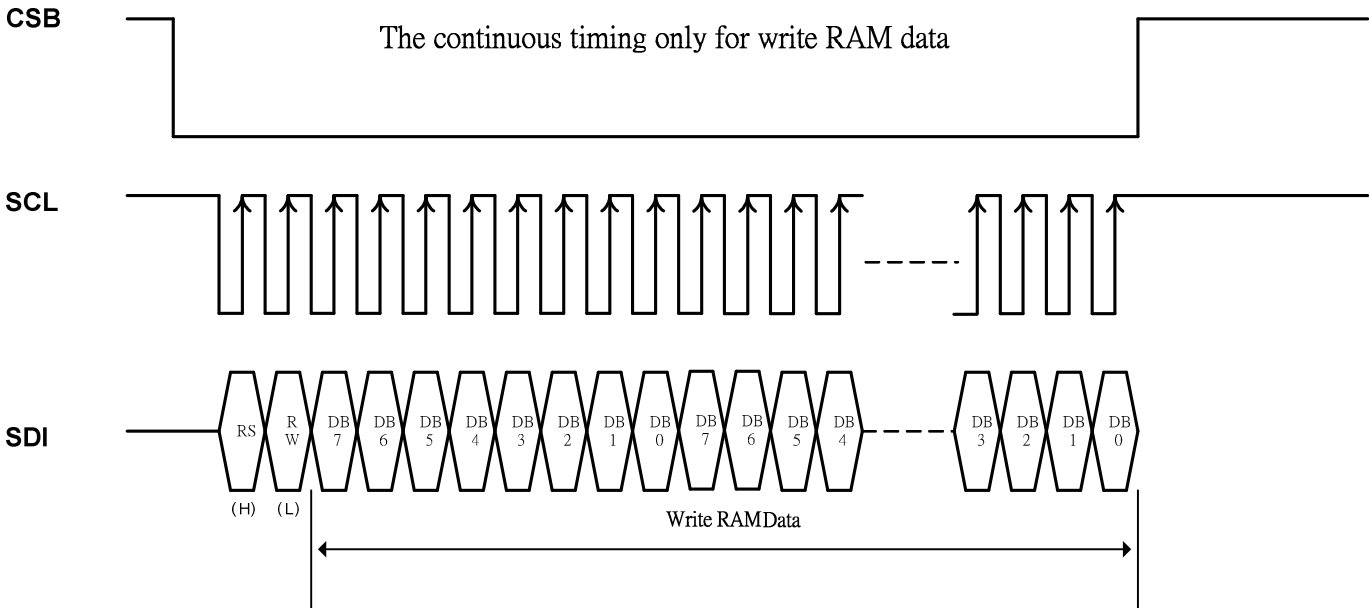 CSB
The continuous timing only for write RAM data
SCL
SDI
RS
R
W
DB
7
DB
6
DB
5
DB
4
DB
3
DB
2
DB
1
DB
0
DB
7
DB
6
DB
5
DB
4
DB
3
DB
2
DB
1
DB
0
(H)
(L)
Write RAM Data